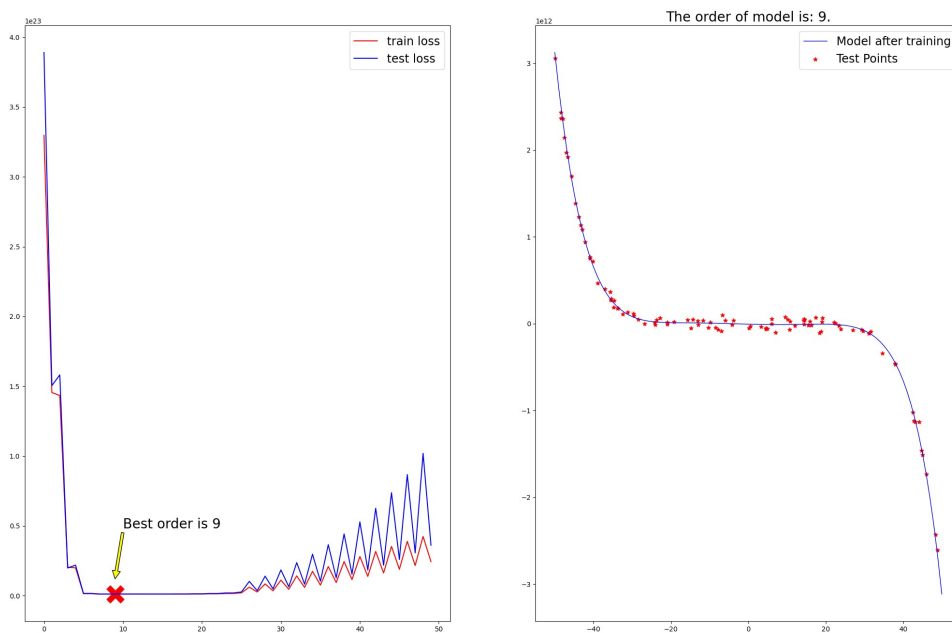 1e23
4.0
3.5
3.0
2.5
2.0
1.5
1.0
0.5
0.0
0 10 20 30 40 50
train loss
test loss
Best order is 9
The order of model is: 9.
1e12
3
2
1
0
−1
−2
−3
−40 −20 0 20 40
Model after training
Test Points